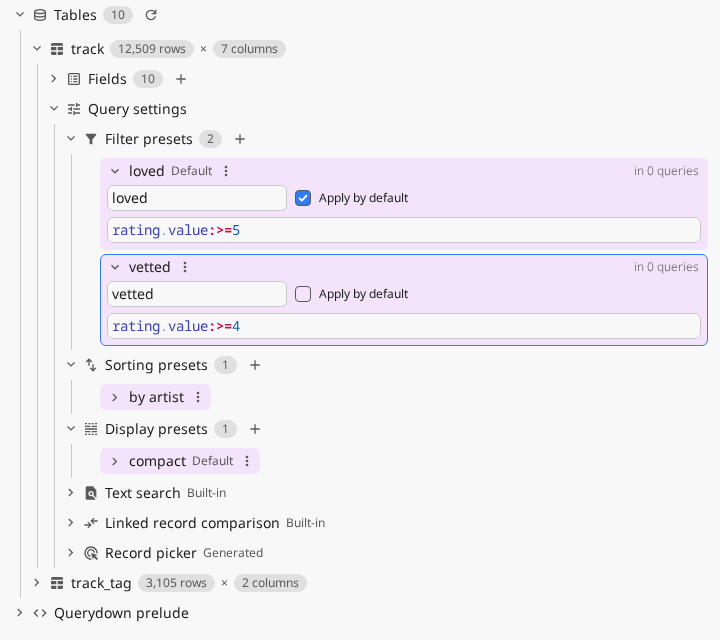 Tables 10
track 12,509 rows × 7 columns
Fields 10 +
Query settings
Filter presets 2 +
loved Default in 0 queries
loved Apply by default
rating.value:>=5
vetted in 0 queries
vetted Apply by default
rating.value:>=4
Sorting presets 1 +
by artist
Display presets 1 +
compact Default
Text search Built-in
Linked record comparison Built-in
Record picker Generated
track_tag 3,105 rows × 2 columns
Querydown prelude